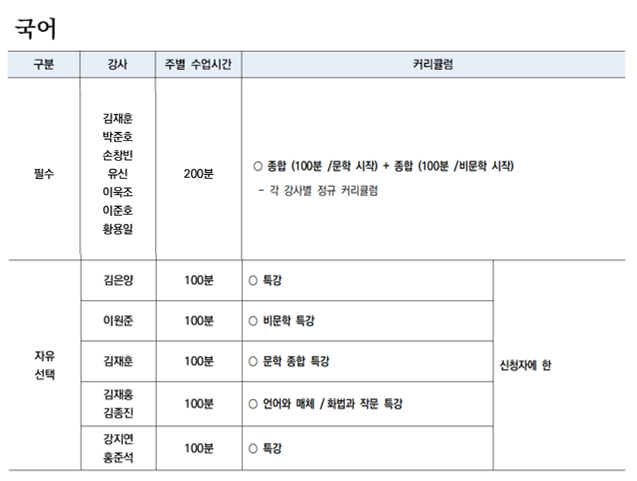 국어
구분 강사 주별 수업시간 커리큘럼
필수
김재훈
박준호
손창빈
유신
이욱조
이준호
황용일
200분
○ 종합 (100분 /문학 시작) + 종합 (100분 /비문학 시작)
- 각 강사별 정규 커리큘럼
자유
선택
김은양 100분 ○ 특강
이원준 100분 ○ 비문학 특강
김재훈 100분 ○ 문학 종합 특강
김재홍
김종진
100분 ○ 언어와 매체 / 화법과 작문 특강
강지연
홍준석
100분 ○ 특강
신청자에 한